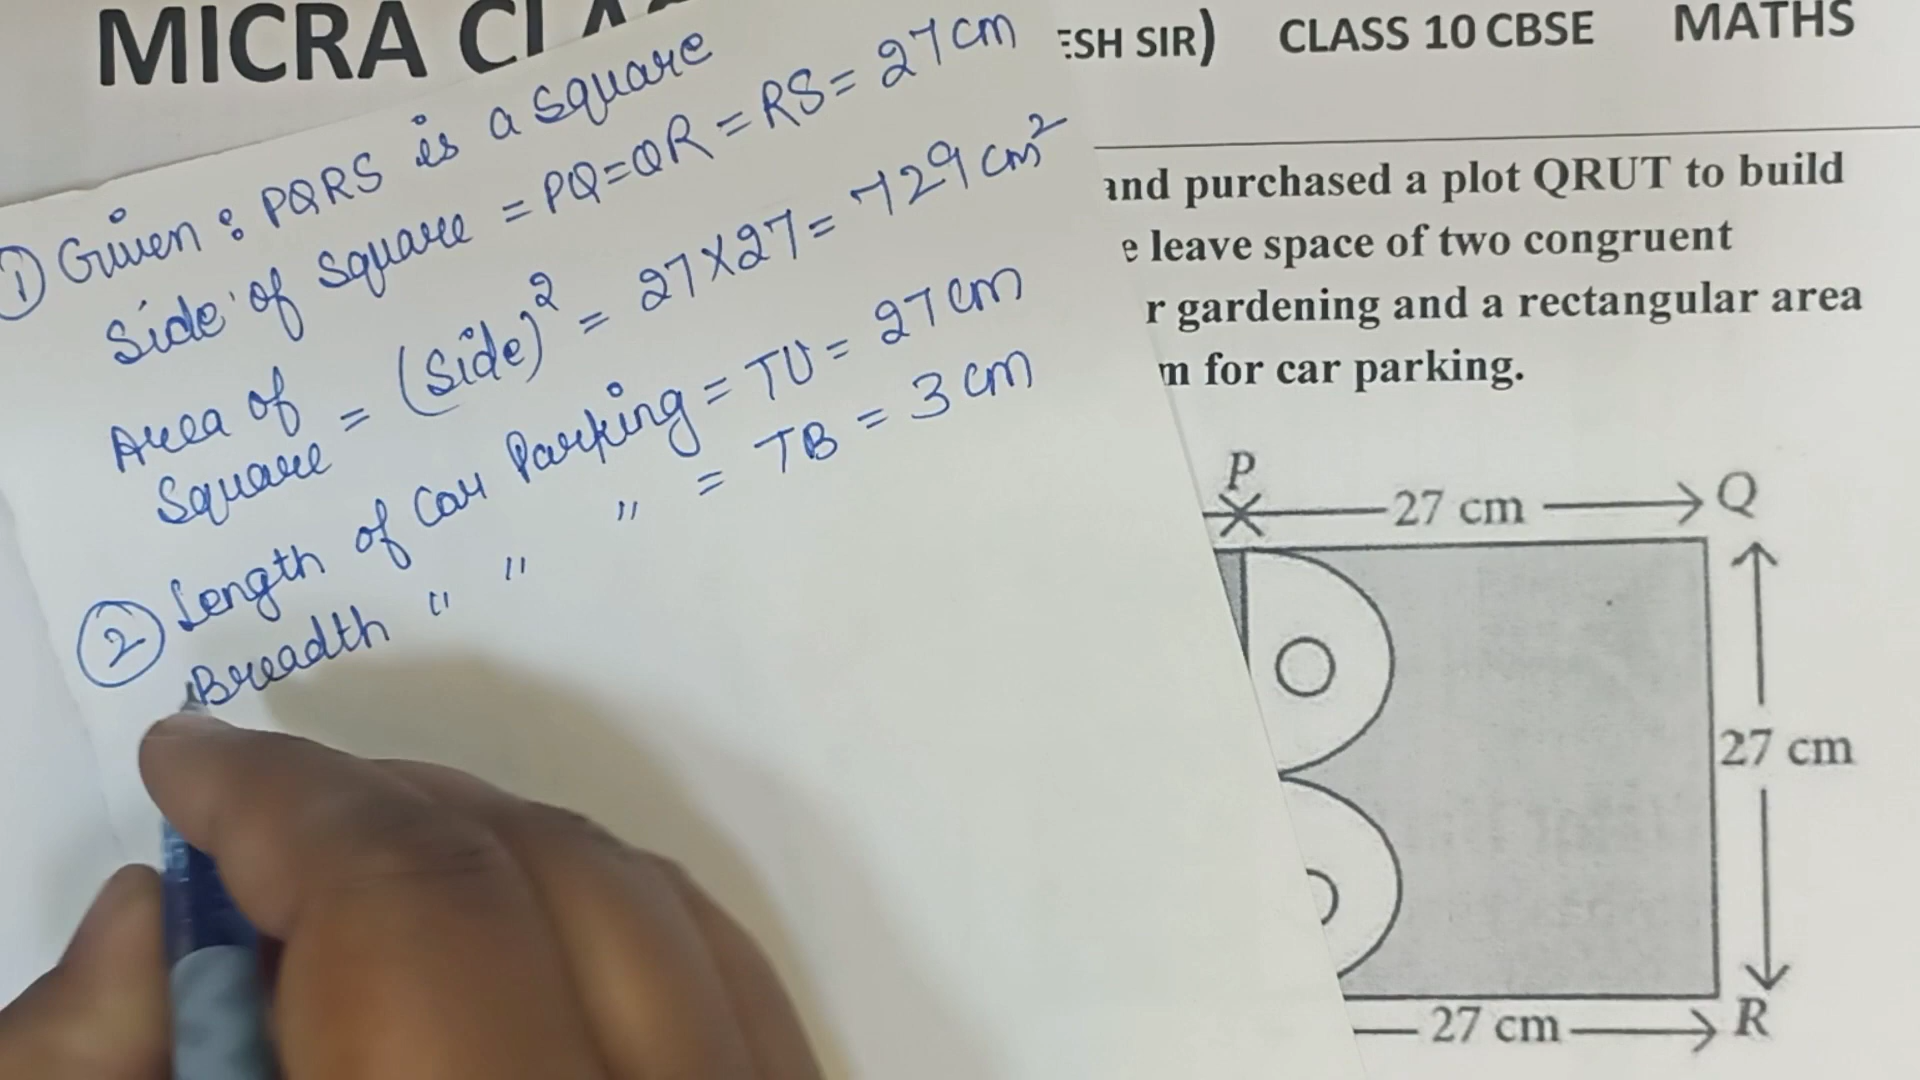 MICRA CLA
ESH SIR) CLASS 10 CBSE MATHS
① Given : PQRS is a square
Side of square = PQ=QR = RS = 27 cm
Area of Square = (side)² = 27×27 = 729 cm²
② Length of Car Parking = TU = 27 cm
Breadth " " " = TB = 3 cm
and purchased a plot QRUT to build
e leave space of two congruent
r gardening and a rectangular area
m for car parking.
P 27 cm Q
27 cm
27 cm R